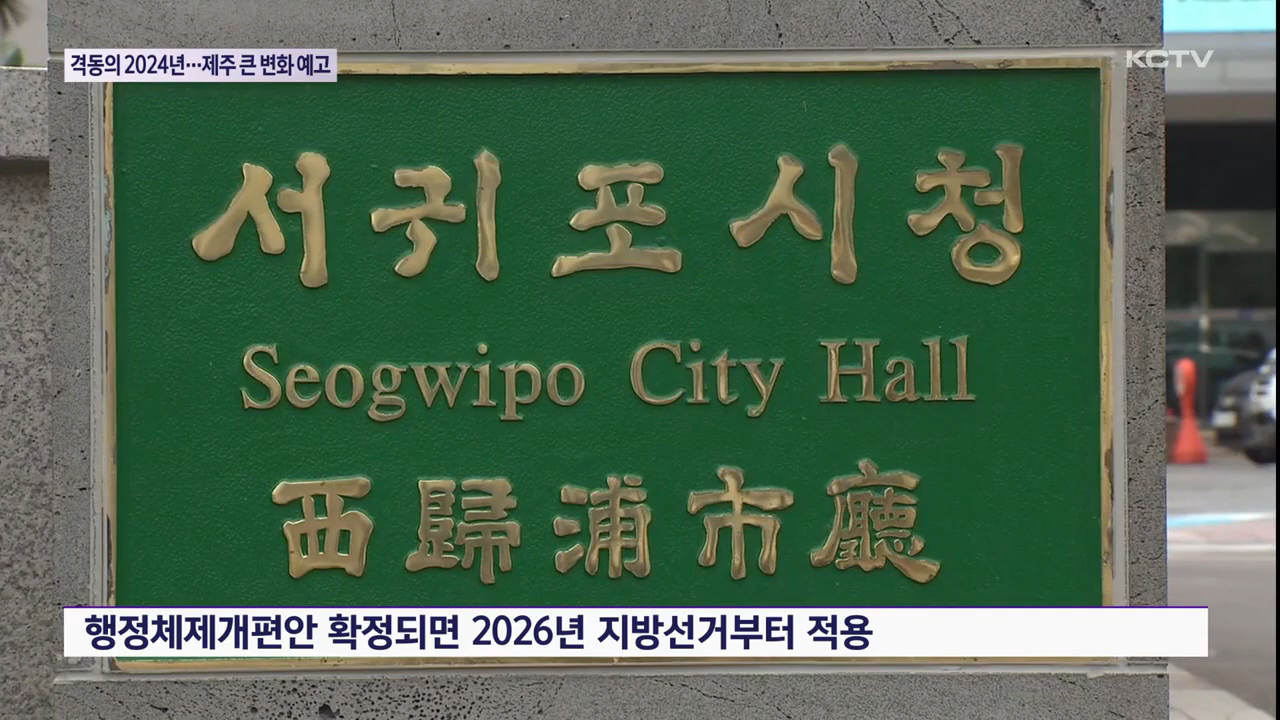 격동의 2024년…제주 큰 변화 예고
KCTV
서귀포시청
Seogwipo City Hall
西歸浦市廳
행정체제개편안 확정되면 2026년 지방선거부터 적용